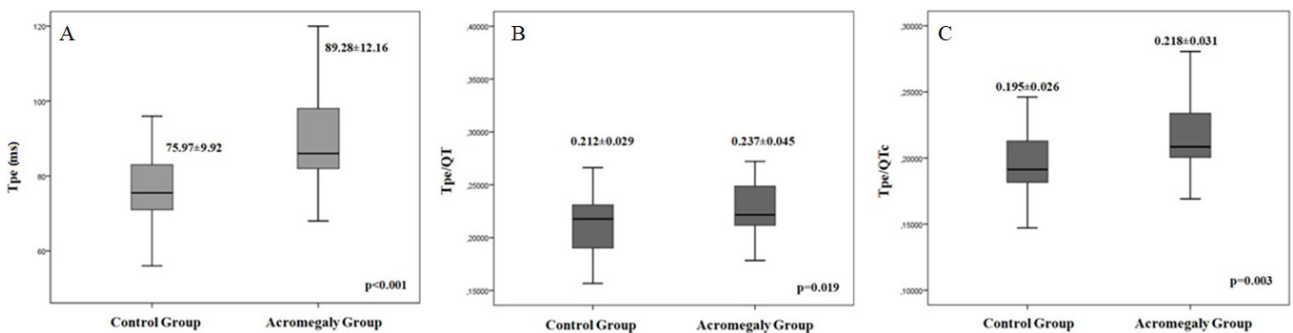 A
Tpe (ms)
120
100
80
60
75.97±9.92
89.28±12.16
p<0.001
Control Group
Acromegaly Group
B
Tpe/QT
,40000
,35000
,30000
,25000
,20000
,15000
0.212±0.029
0.237±0.045
p=0.019
Control Group
Acromegaly Group
C
Tpe/QTc
,30000
,25000
,20000
,15000
,10000
0.195±0.026
0.218±0.031
p=0.003
Control Group
Acromegaly Group